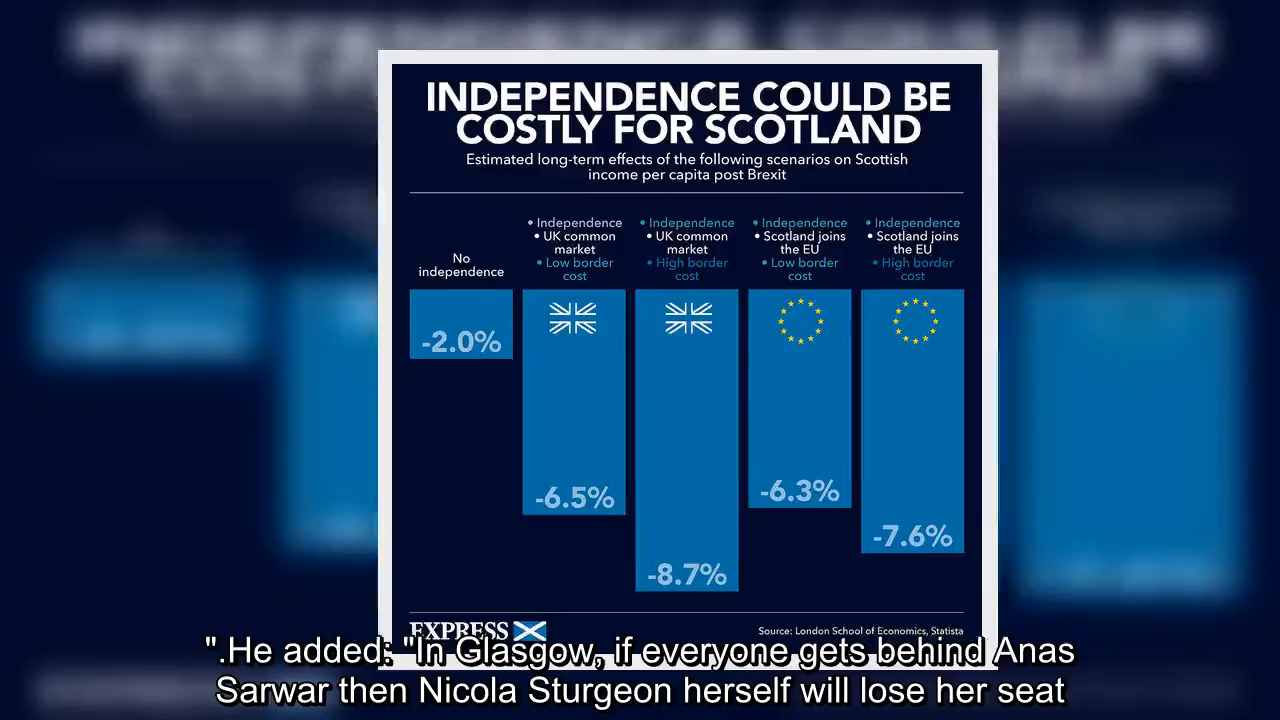 INDEPENDENCE COULD BE
COSTLY FOR SCOTLAND
Estimated long-term effects of the following scenarios on Scottish
income per capita post Brexit
No
independence
• Independence
• UK common
market
• Low border
cost
• Independence
• UK common
market
• High border
cost
• Independence
• Scotland joins
the EU
• Low border
cost
• Independence
• Scotland joins
the EU
• High border
cost
-2.0%
-6.5%
-8.7%
-6.3%
-7.6%
EXPRESS
Source: London School of Economics, Statista
".He added: "In Glasgow, if everyone gets behind Anas
Sarwar then Nicola Sturgeon herself will lose her seat